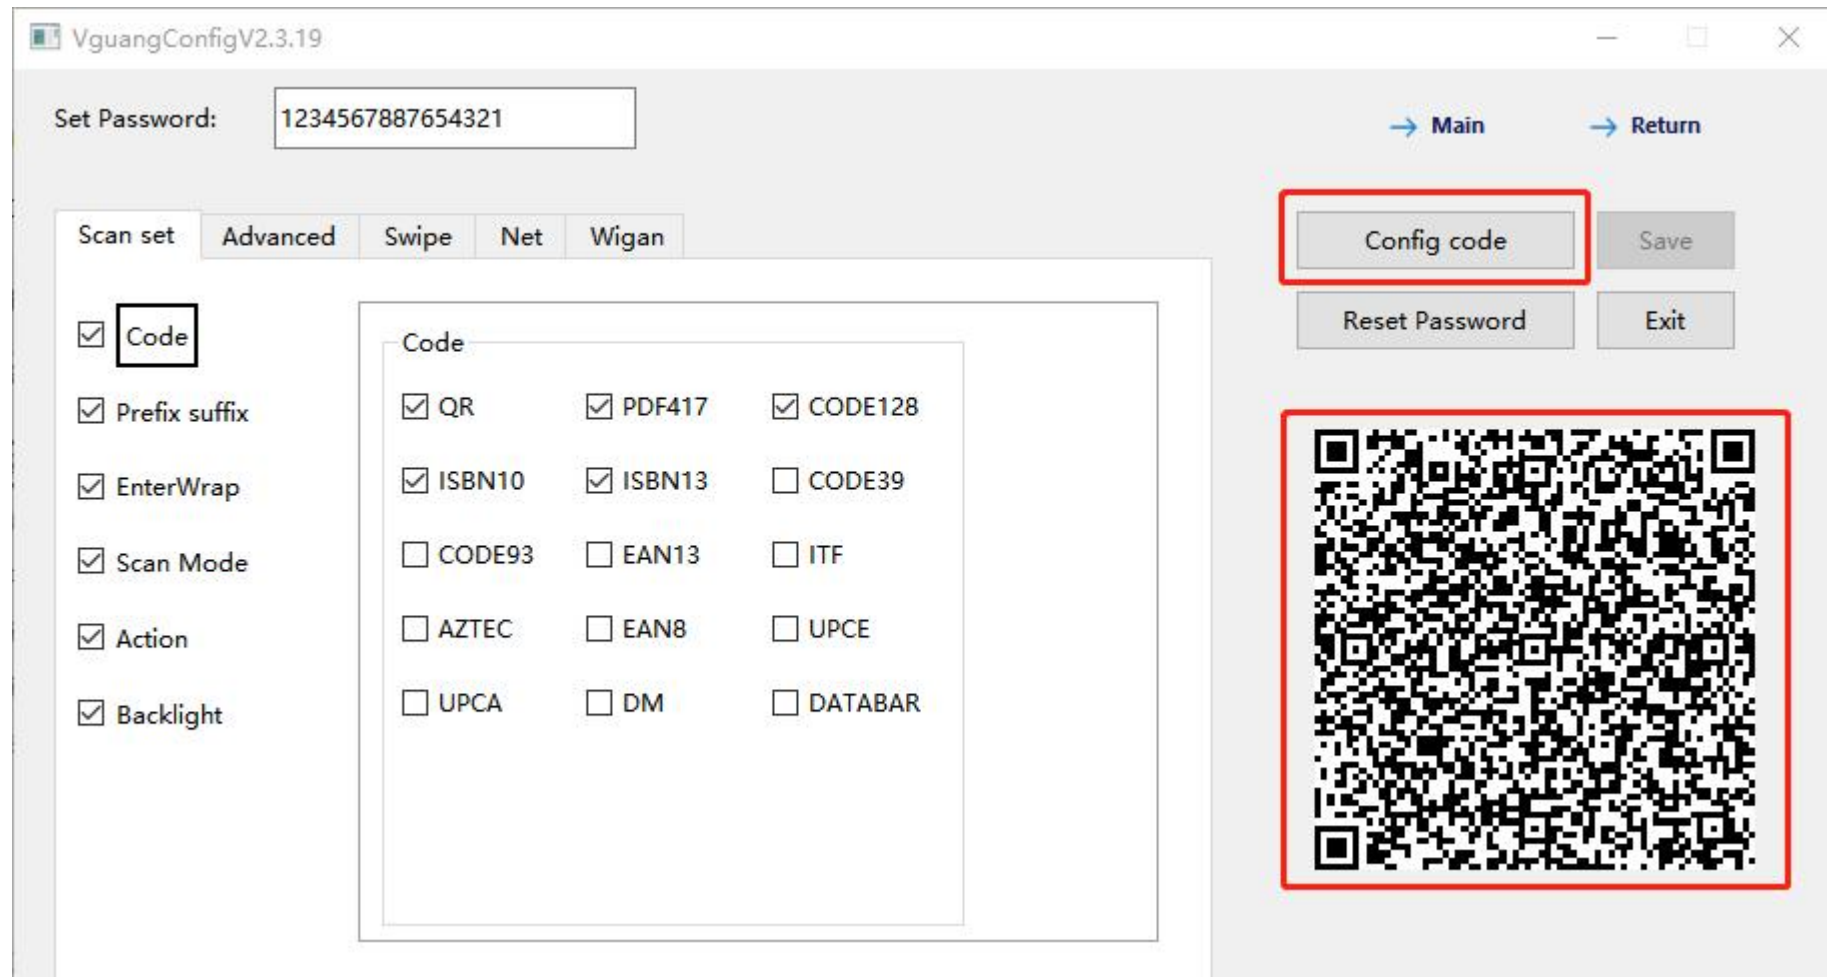 VguangConfigV2.3.19
Set Password: 1234567887654321
Main Return
Scan set Advanced Swipe Net Wigan
Config code Save
Reset Password Exit
Code
Prefix suffix
EnterWrap
Scan Mode
Action
Backlight
Code
QR PDF417 CODE128
ISBN10 ISBN13 CODE39
CODE93 EAN13 ITF
AZTEC EAN8 UPCE
UPCA DM DATABAR